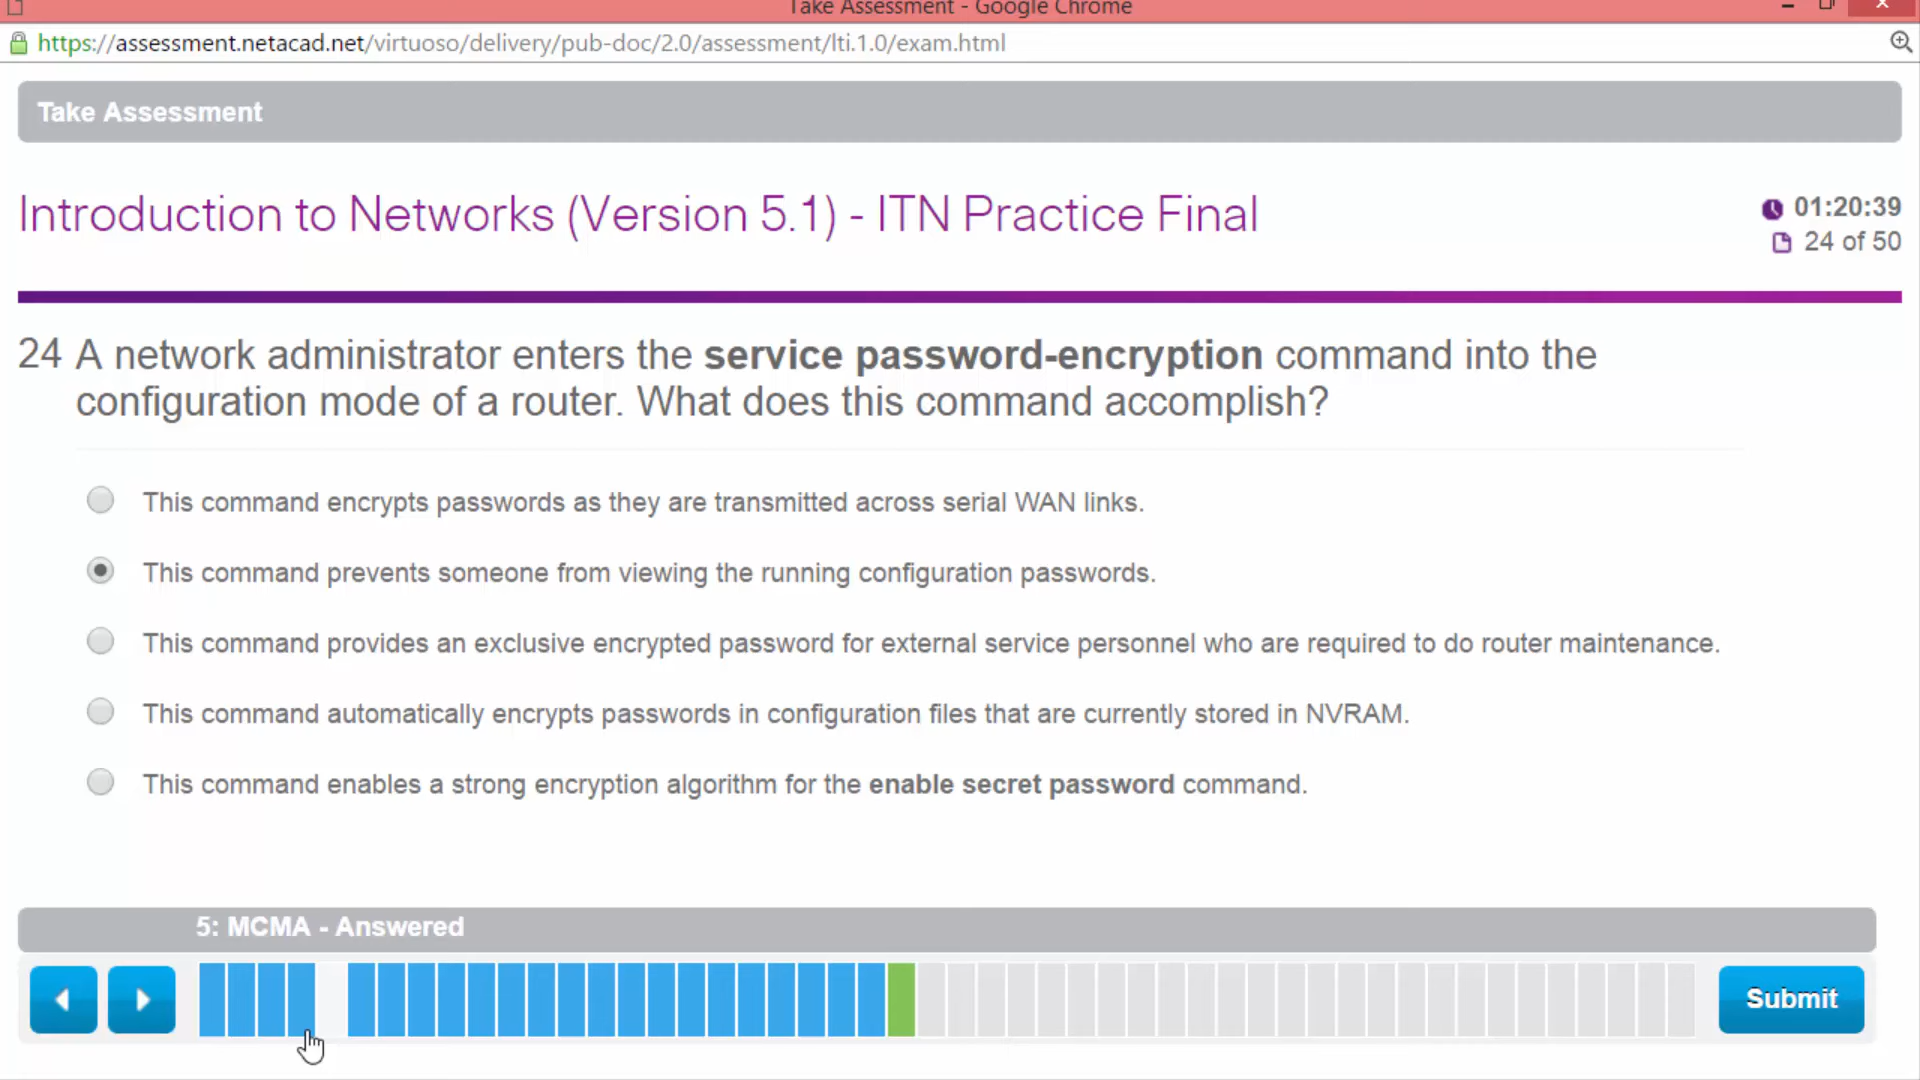 Take Assessment - Google Chrome
https://assessment.netacad.net/virtuoso/delivery/pub-doc/2.0/assessment/lti.1.0/exam.html
Take Assessment
Introduction to Networks (Version 5.1) - ITN Practice Final
01:20:39
24 of 50
24 A network administrator enters the service password-encryption command into the
configuration mode of a router. What does this command accomplish?
This command encrypts passwords as they are transmitted across serial WAN links.
This command prevents someone from viewing the running configuration passwords.
This command provides an exclusive encrypted password for external service personnel who are required to do router maintenance.
This command automatically encrypts passwords in configuration files that are currently stored in NVRAM.
This command enables a strong encryption algorithm for the enable secret password command.
5: MCMA - Answered
Submit